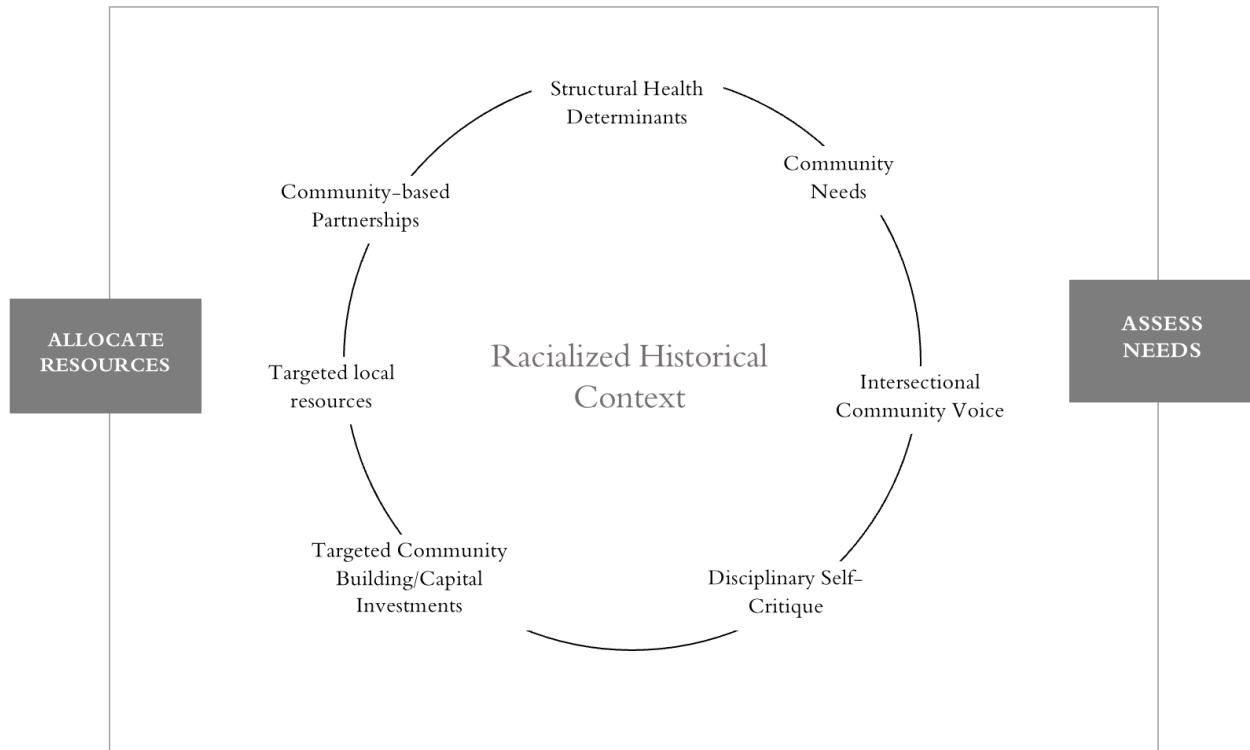 Structural Health
Determinants
Community
Needs
Community-based
Partnerships
ASSESS
NEEDS
ALLOCATE
RESOURCES
Racialized Historical
Context
Targeted local
resources
Intersectional
Community Voice
Targeted Community
Building/Capital
Investments
Disciplinary Self-
Critique